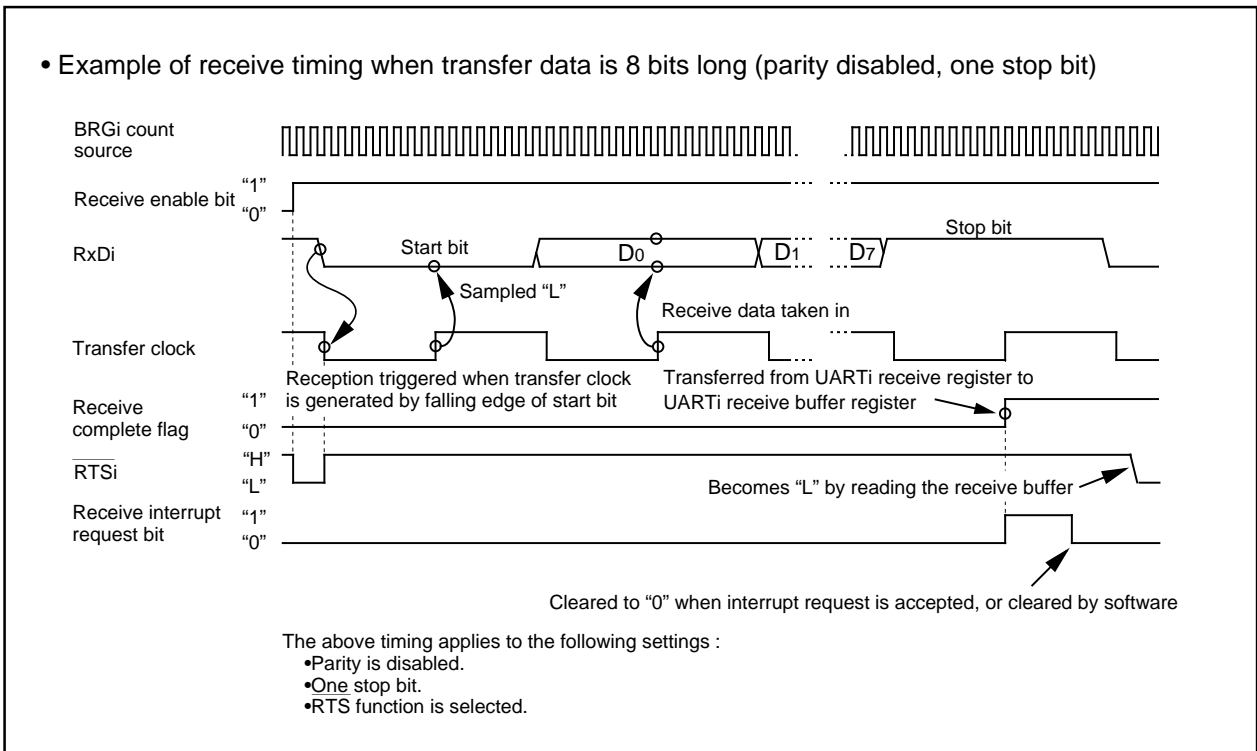 • Example of receive timing when transfer data is 8 bits long (parity disabled, one stop bit)
BRGi count
source
Receive enable bit
“1”
“0”
RxDi
Start bit
D0
D1
D7
Stop bit
Sampled “L”
Receive data taken in
Transfer clock
Reception triggered when transfer clock
is generated by falling edge of start bit
Transferred from UARTi receive register to
UARTi receive buffer register
Receive
complete flag
“1”
“0”
RTSi
“H”
“L”
Becomes “L” by reading the receive buffer
Receive interrupt
request bit
“1”
“0”
Cleared to “0” when interrupt request is accepted, or cleared by software
The above timing applies to the following settings :
•Parity is disabled.
•One stop bit.
•RTS function is selected.